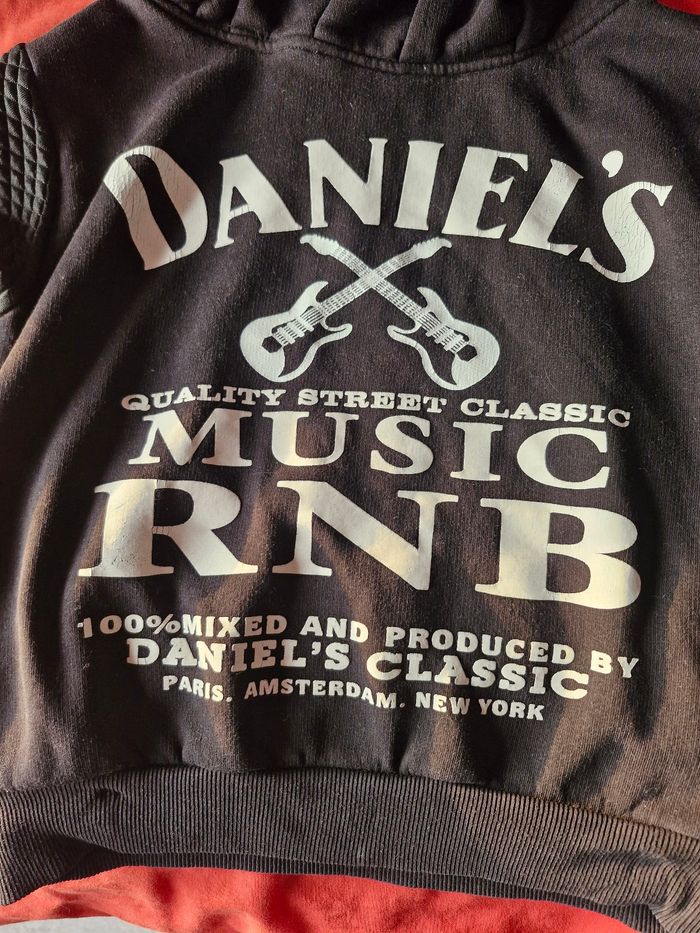 DANIEL'S
QUALITY STREET CLASSIC
MUSIC
RNB
100%MIXED AND PRODUCED BY
DANIEL'S CLASSIC
PARIS. AMSTERDAM. NEW YORK